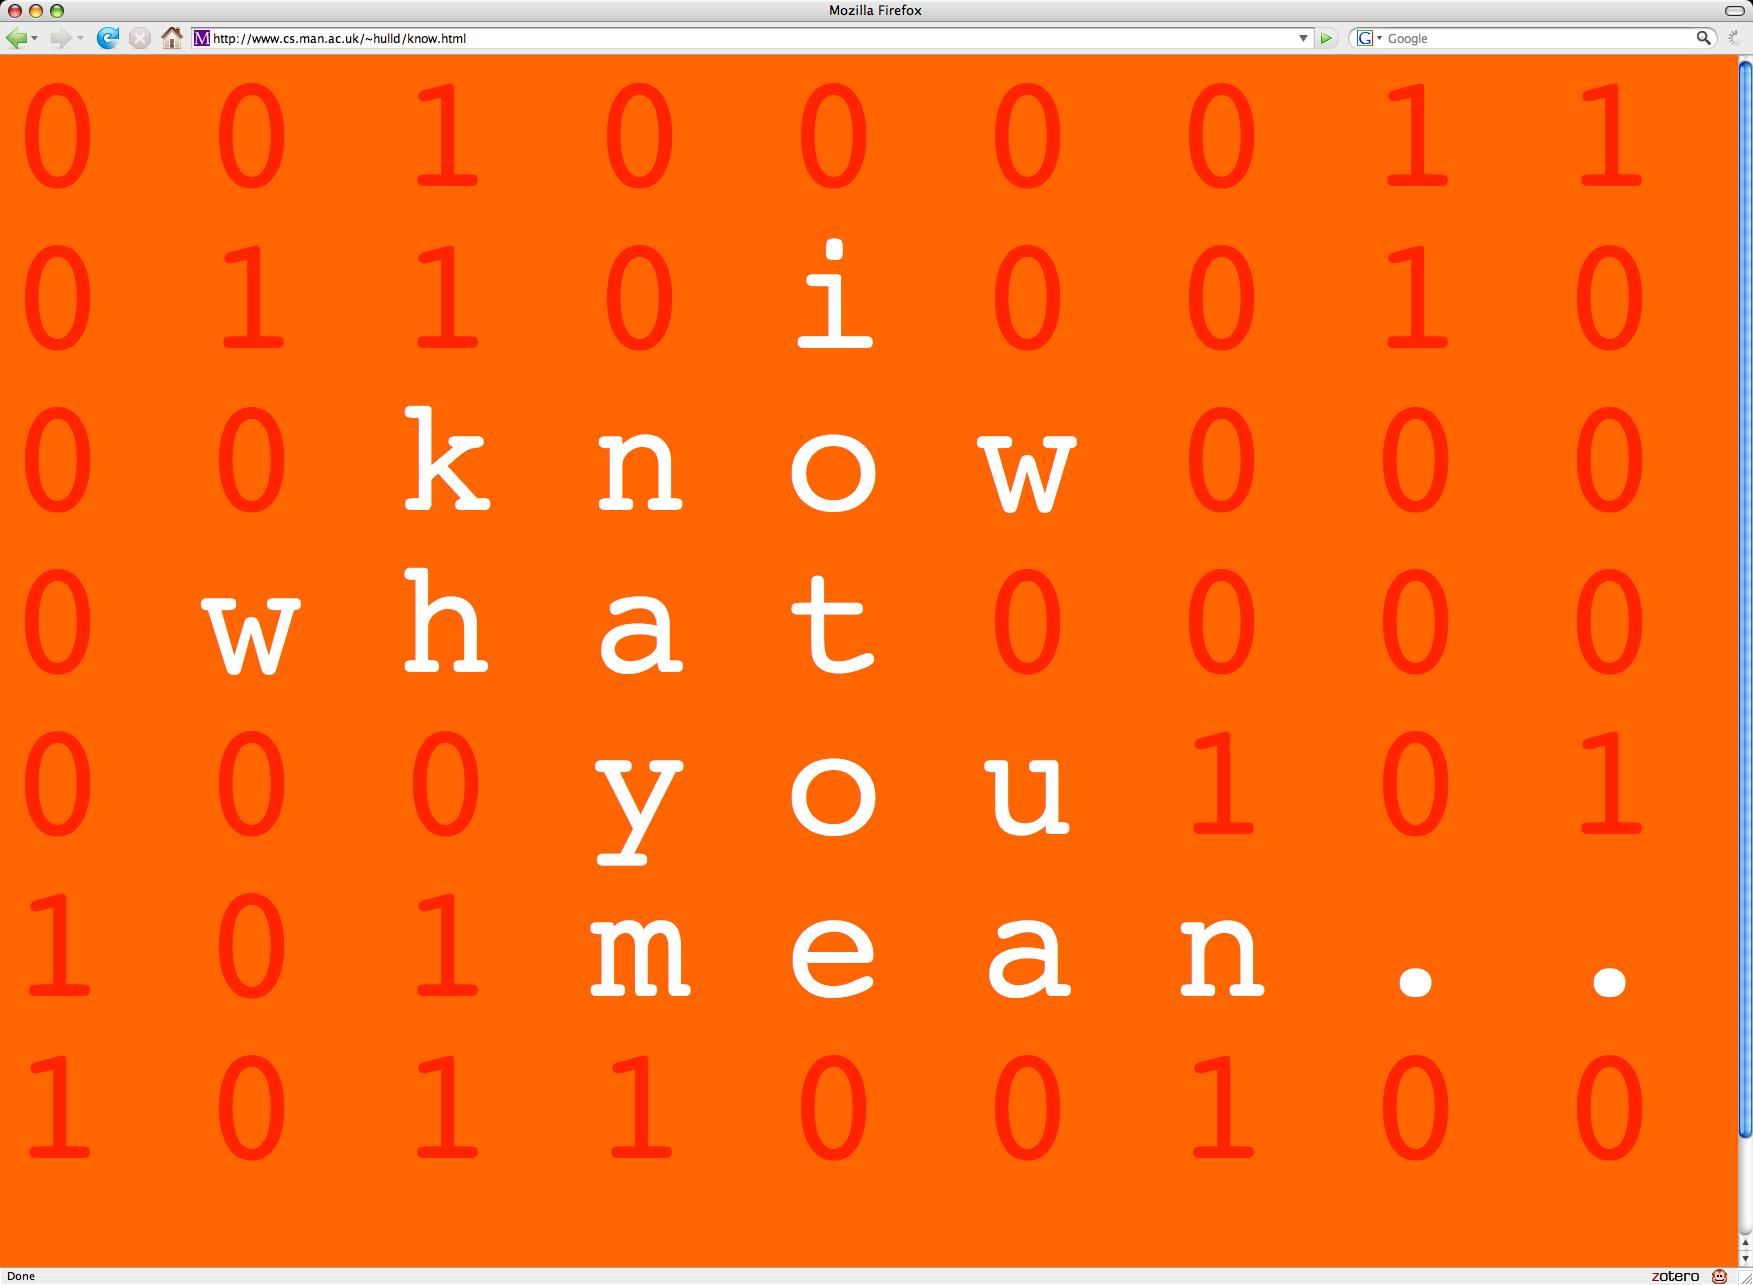 Mozilla Firefox
http://www.cs.man.ac.uk/~hulld/know.html
Google
0 0 1 0 0 0 0 1 1
0 1 1 0 i 0 0 1 0
0 0 k n o w 0 0 0
0 w h a t 0 0 0 0
0 0 0 y o u 1 0 1
1 0 1 m e a n . .
1 0 1 1 0 0 1 0 0
Done
zotero